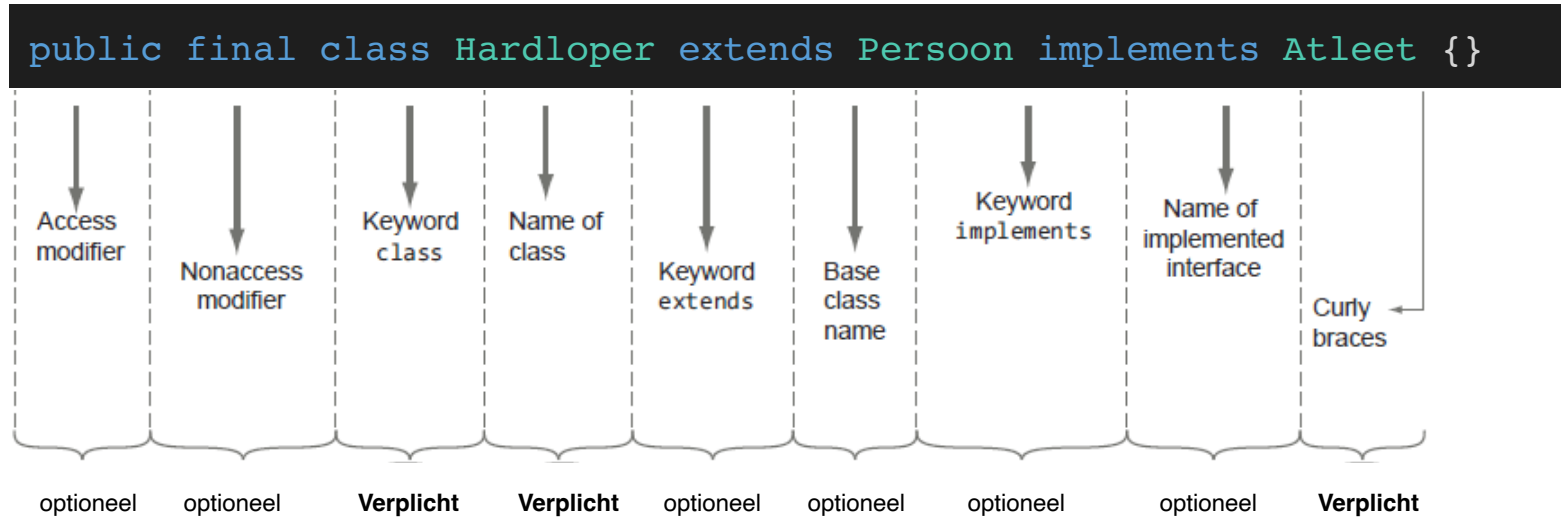 public final class Hardloper extends Persoon implements Atleet {}
Access
modifier
Nonaccess
modifier
Keyword
class
Name of
class
Keyword
extends
Base
class
name
Keyword
implements
Name of
implemented
interface
Curly
braces
optioneel optioneel Verplicht Verplicht optioneel optioneel optioneel optioneel Verplicht